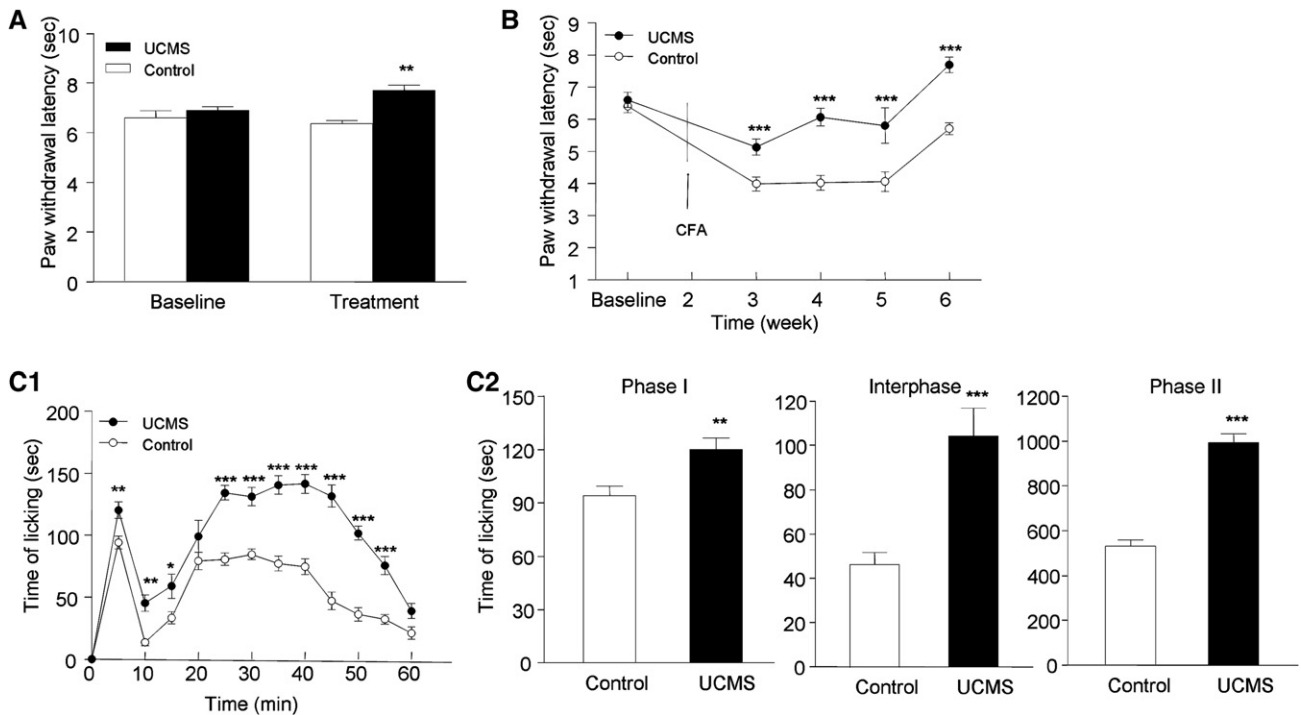 A
Paw withdrawal latency (sec)
10
8
6
4
2
0
UCMS
Control
**
Baseline
Treatment
B
Paw withdrawal latency (sec)
9
8
7
6
5
4
3
2
1
UCMS
Control
***
***
***
***
CFA
Baseline 2 3 4 5 6
Time (week)
C1
Time of licking (sec)
200
150
100
50
0
UCMS
Control
**
**
*
***
***
***
***
***
***
***
0 10 20 30 40 50 60
Time (min)
C2
Time of licking (sec)
Phase I
150
120
90
60
30
0
**
Control UCMS
Interphase
120
100
80
60
40
20
0
***
Control UCMS
Phase II
1200
1000
800
600
400
200
0
***
Control UCMS